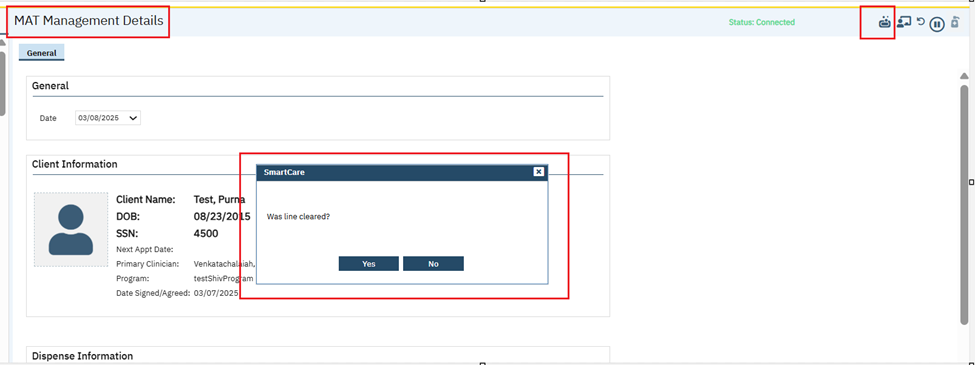 MAT Management Details
Status: Connected
General
General
Date 03/08/2025
Client Information
Client Name: Test, Purna
DOB: 08/23/2015
SSN: 4500
Next Appt Date:
Primary Clinician: Venkatachalaiah,
Program: testShivProgram
Date Signed/Agreed: 03/07/2025
SmartCare
Was line cleared?
Yes No
Dispense Information